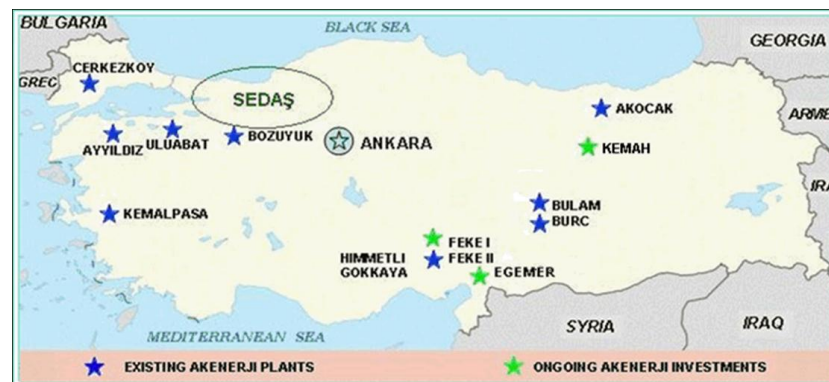 BULGARIA
BLACK SEA
GEORGIA
CERKEZKOY
GREC
SEDAŞ
AKOCAK
ARME
AYYILDIZ
ULUABAT
BOZUYUK
ANKARA
KEMAH
IRA
KEMALPASA
BULAM
BURC
FEKE I
HIMMETLI
FEKE II
GOKKAYA
EGEMER
MEDITERRANEAN SEA
SYRIA
IRAQ
EXISTING AKENERJI PLANTS
ONGOING AKENERJI INVESTMENTS